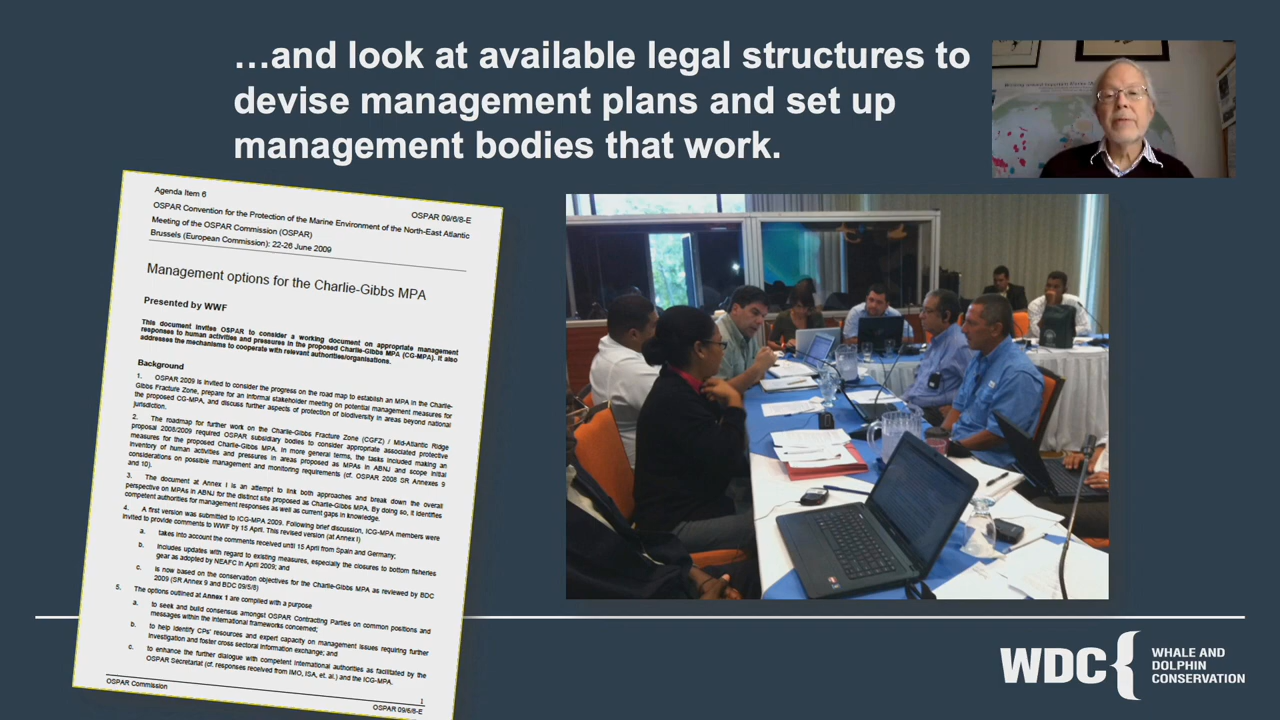 …and look at available legal structures to
devise management plans and set up
management bodies that work.
Agenda Item 6
OSPAR 09/6/8-E
OSPAR Convention for the Protection of the Marine Environment of the North-East Atlantic
Meeting of the OSPAR Commission (OSPAR)
Brussels (European Commission): 22-26 June 2009
Management options for the Charlie-Gibbs MPA
Presented by WWF
This document invites OSPAR to consider a working document on appropriate management
responses to human activities and pressures in the proposed Charlie-Gibbs MPA (CG-MPA). It also
addresses the mechanisms to cooperate with relevant authorities/organisations.
Background
1. OSPAR 2009 is invited to consider the progress on the road map to establish an MPA in the Charlie-
Gibbs Fracture Zone, prepare for an informal stakeholder meeting on potential management measures for
the proposed CG-MPA, and discuss further aspects of protection of biodiversity in areas beyond national
jurisdiction.
2. The roadmap for further work on the Charlie-Gibbs Fracture Zone (CGFZ) / Mid-Atlantic Ridge
proposal 2008/2009 required OSPAR subsidiary bodies to consider appropriate associated protective
measures for the proposed Charlie-Gibbs MPA. In more general terms, the tasks included making an
inventory of human activities and pressures in areas proposed as MPAs in ABNJ and scope initial
considerations on possible management and monitoring requirements (cf. OSPAR 2008 SR Annexes 9
and 10).
3. The document at Annex I is an attempt to link both approaches and break down the overall
perspective on MPAs in ABNJ for the distinct site proposed as Charlie-Gibbs MPA. By doing so, it identifies
competent authorities for management responses as well as current gaps in knowledge.
4. A first version was submitted to ICG-MPA 2009. Following brief discussion, ICG-MPA members were
invited to provide comments to WWF by 15 April. This revised version (at Annex I)
a. takes into account the comments received until 15 April from Spain and Germany;
b. includes updates with regard to existing measures, especially the closures to bottom fisheries
gear as adopted by NEAFC in April 2009; and
c. is now based on the conservation objectives for the Charlie-Gibbs MPA as reviewed by BDC
2009 (SR Annex 9 and BDC 09/5/8)
5. The options outlined at Annex 1 are compiled with a purpose
a. to seek and build consensus amongst OSPAR Contracting Parties on common positions and
messages within the international frameworks concerned;
b. to help identify CPs' resources and expert capacity on management issues requiring further
investigation and foster cross sectoral information exchange; and
c. to enhance the further dialogue with competent international authorities as facilitated by the
OSPAR Secretariat (cf. responses received from IMO, ISA, et. al.) and the ICG-MPA.
1
OSPAR Commission
OSPAR 09/6/8-E
WDC
WHALE AND
DOLPHIN
CONSERVATION